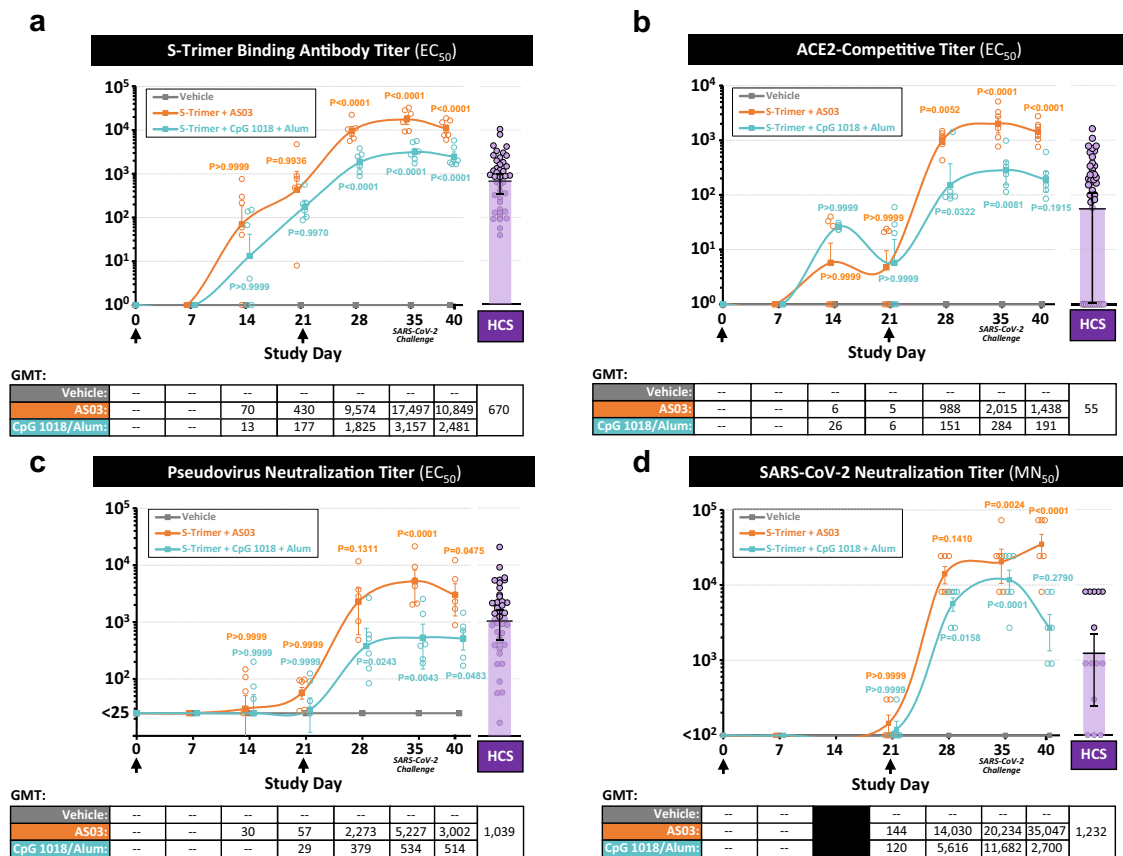 a
S-Trimer Binding Antibody Titer (EC50)
10^5
10^4
10^3
10^2
10^1
10^0
Vehicle
S-Trimer + AS03
S-Trimer + CpG 1018 + Alum
P>0.9999
P=0.9936
P<0.0001
P<0.0001
P<0.0001
P>0.9999
P=0.9970
P<0.0001
P<0.0001
P<0.0001
0 7 14 21 28 35 40
SARS-CoV-2
Challenge
Study Day
HCS
GMT:
Vehicle: -- -- -- -- -- -- --
AS03: -- -- 70 430 9,574 17,497 10,849 670
CpG 1018/Alum: -- -- 13 177 1,825 3,157 2,481
b
ACE2-Competitive Titer (EC50)
10^4
10^3
10^2
10^1
10^0
Vehicle
S-Trimer + AS03
S-Trimer + CpG 1018 + Alum
P=0.0052
P<0.0001
P<0.0001
P>0.9999
P>0.9999
P>0.9999
P>0.9999
P=0.0322
P=0.0081
P=0.1915
0 7 14 21 28 35 40
SARS-CoV-2
Challenge
Study Day
HCS
GMT:
Vehicle: -- -- -- -- -- -- --
AS03: -- -- 6 5 988 2,015 1,438 55
CpG 1018/Alum: -- -- 26 6 151 284 191
c
Pseudovirus Neutralization Titer (EC50)
10^5
10^4
10^3
10^2
<25
Vehicle
S-Trimer + AS03
S-Trimer + CpG 1018 + Alum
P>0.9999
P>0.9999
P>0.9999
P>0.9999
P=0.1311
P<0.0001
P=0.0475
P=0.0243
P=0.0043
P=0.0483
0 7 14 21 28 35 40
SARS-CoV-2
Challenge
Study Day
HCS
GMT:
Vehicle: -- -- -- -- -- -- --
AS03: -- -- 30 57 2,273 5,227 3,002 1,039
CpG 1018/Alum: -- -- 29 379 534 514
d
SARS-CoV-2 Neutralization Titer (MN50)
10^5
10^4
10^3
<10^2
Vehicle
S-Trimer + AS03
S-Trimer + CpG 1018 + Alum
P>0.9999
P>0.9999
P=0.1410
P=0.0024
P<0.0001
P=0.0158
P<0.0001
P=0.2790
0 7 14 21 28 35 40
SARS-CoV-2
Challenge
Study Day
HCS
GMT:
Vehicle: -- -- -- -- -- --
AS03: -- -- 144 14,030 20,234 35,047 1,232
CpG 1018/Alum: -- -- 120 5,616 11,682 2,700